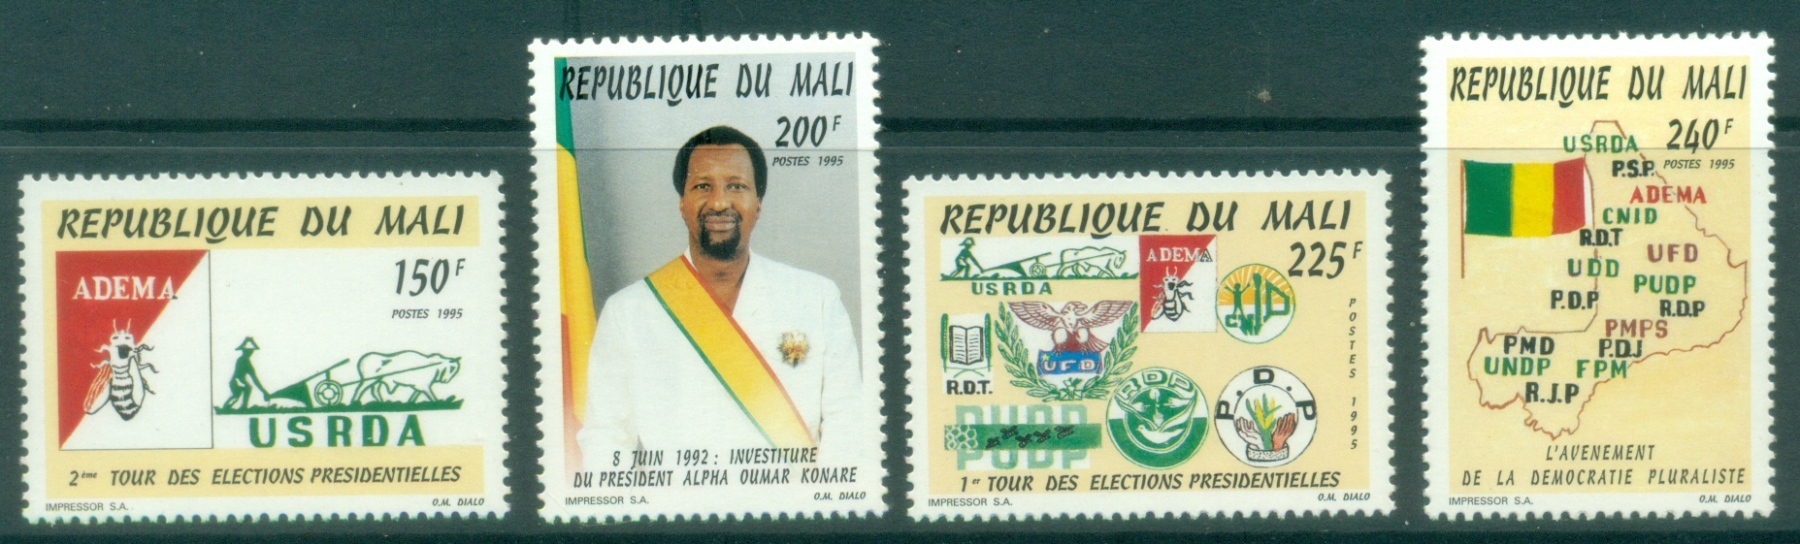 REPUBLIQUE DU MALI
150F
POSTES 1995
ADEMA
USRDA
2ème TOUR DES ELECTIONS PRESIDENTIELLES
IMPRESSOR S.A.
O.M. DIALO
REPUBLIQUE DU MALI
200F
POSTES 1995
8 JUIN 1992 : INVESTITURE
DU PRESIDENT ALPHA OUMAR KONARE
IMPRESSOR S.A.
O.M. DIALO
REPUBLIQUE DU MALI
225F
POSTES 1995
USRDA
ADEMA
CNID
R.D.T.
UFD
RDP
P.D.P
PUDP
1er TOUR DES ELECTIONS PRESIDENTIELLES
IMPRESSOR S.A.
O.M. DIALO
REPUBLIQUE DU MALI
240F
POSTES 1995
USRDA
P.S.P.
ADEMA
CNID
R.D.T
UFD
UDD
PUDP
P.D.P
R.D.P
PMPS
PMD
P.D.J
UNDP
FPM
R.J.P
L'AVENEMENT
DE LA DEMOCRATIE PLURALISTE
IMPRESSOR S.A.
O.M. DIALO